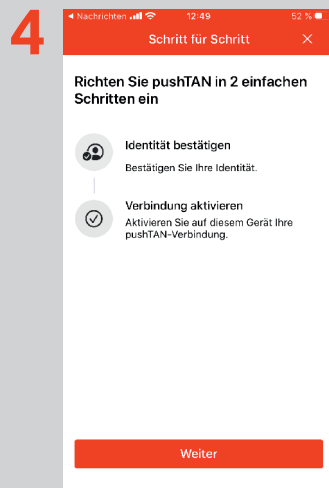 4
Nachrichten 12:49 52 %
Schritt für Schritt
Richten Sie pushTAN in 2 einfachen
Schritten ein
Identität bestätigen
Bestätigen Sie Ihre Identität.
Verbindung aktivieren
Aktivieren Sie auf diesem Gerät Ihre
pushTAN-Verbindung.
Weiter